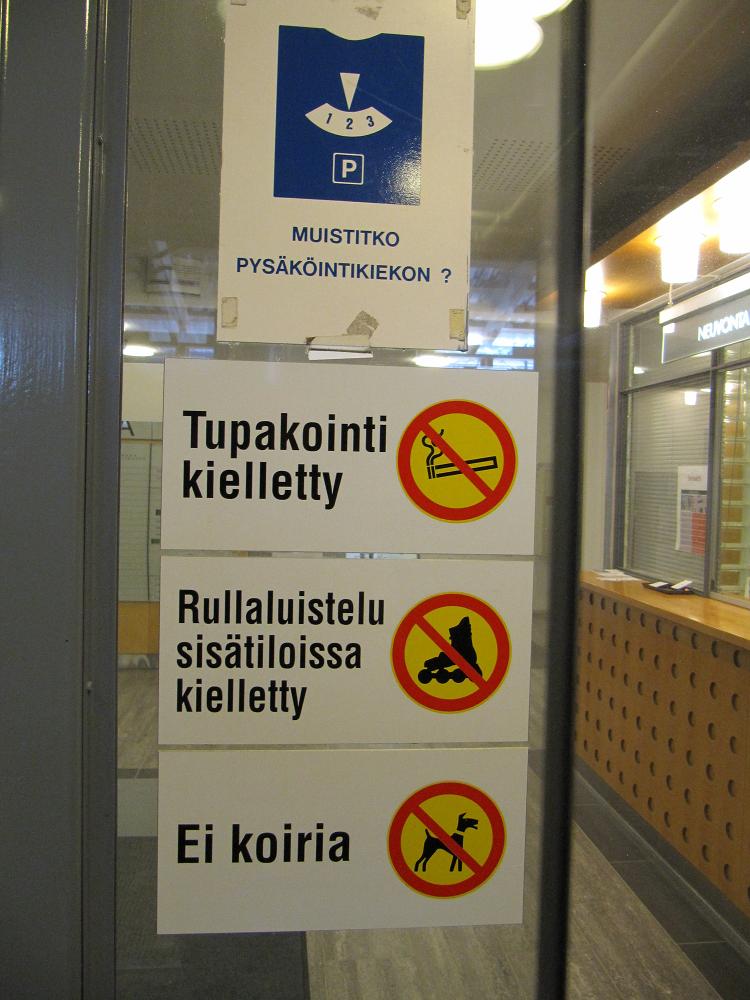 1 2 3
P
MUISTITKO
PYSÄKÖINTIKIEKON ?
Tupakointi
kielletty
Rullaluistelu
sisätiloissa
kielletty
Ei koiria
NEUVONTA